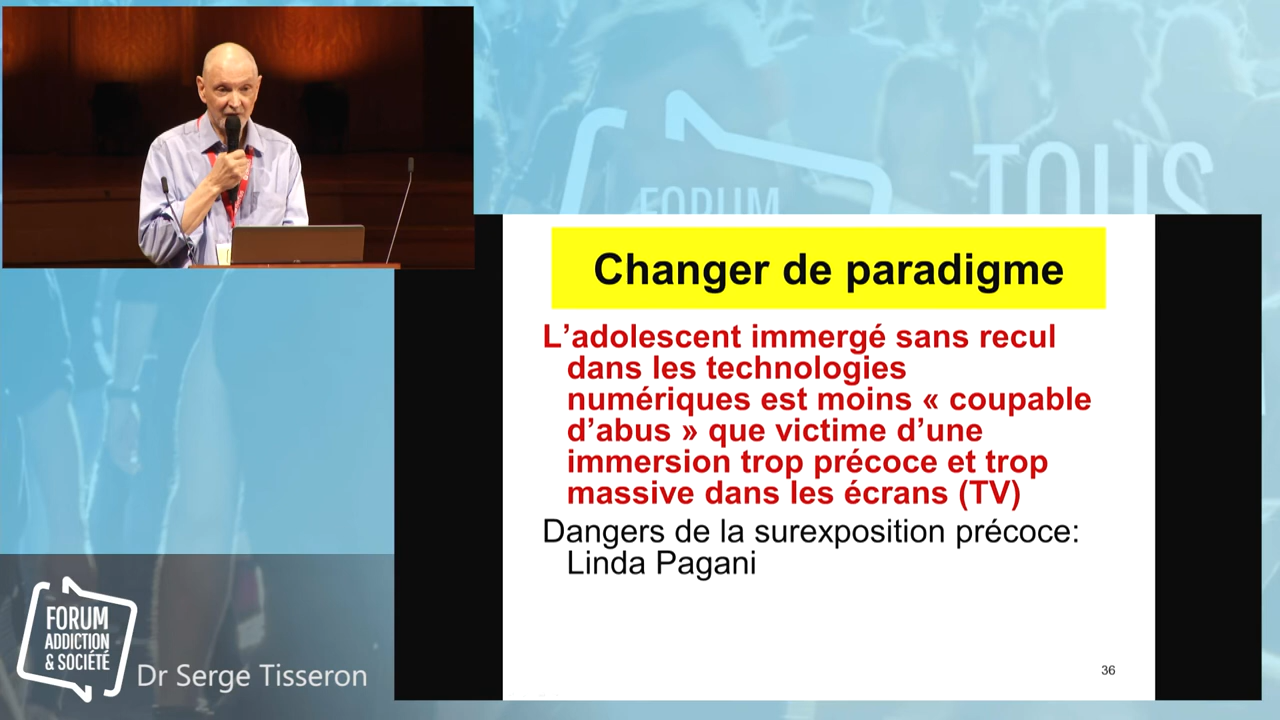 FORUM
TOUS
Changer de paradigme
L’adolescent immergé sans recul
dans les technologies
numériques est moins « coupable
d’abus » que victime d’une
immersion trop précoce et trop
massive dans les écrans (TV)
Dangers de la surexposition précoce:
Linda Pagani
36
FORUM
ADDICTION
& SOCIÉTÉ
Dr Serge Tisseron